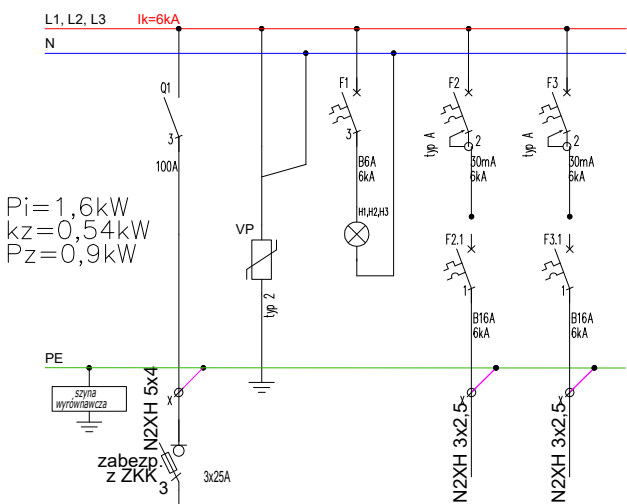 L1, L2, L3 Ik=6kA
N
Q1
3
100A
Pi=1,6kW
kz=0,54kW
Pz=0,9kW
VP
typ 2
F1
3
B6A
6kA
H1,H2,H3
F2
typ A
2
30mA
6kA
F2.1
1
B16A
6kA
F3
typ A
2
30mA
6kA
F3.1
1
B16A
6kA
PE
szyna
wyrównawcza
N2XH 5x4
zabezp.
z ZKK
3
3x25A
N2XH 3x2,5
N2XH 3x2,5